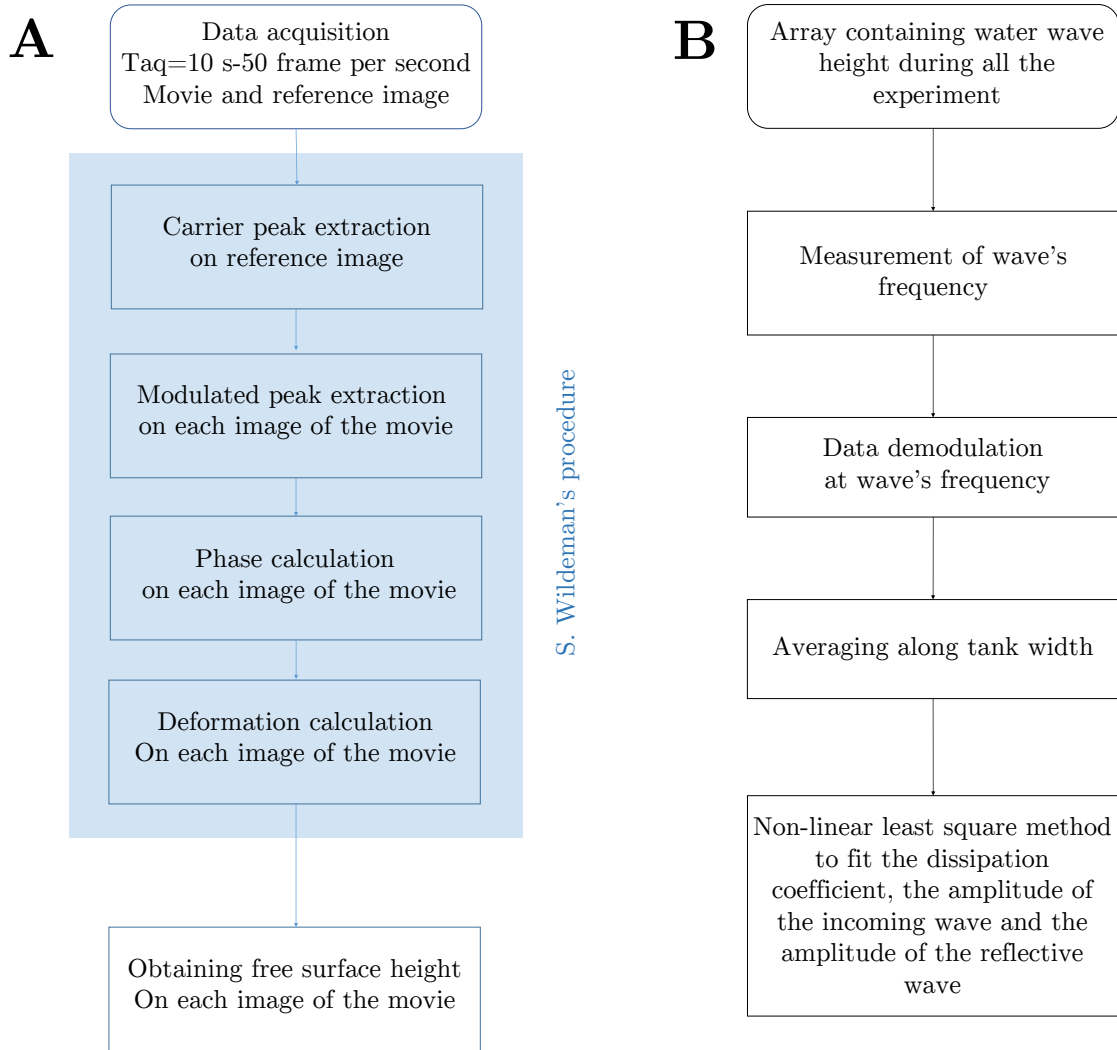 A
Data acquisition
Taq=10 s-50 frame per second
Movie and reference image
Carrier peak extraction
on reference image
Modulated peak extraction
on each image of the movie
Phase calculation
on each image of the movie
Deformation calculation
On each image of the movie
S. Wildeman's procedure
Obtaining free surface height
On each image of the movie
B
Array containing water wave
height during all the
experiment
Measurement of wave's
frequency
Data demodulation
at wave's frequency
Averaging along tank width
Non-linear least square method
to fit the dissipation
coefficient, the amplitude of
the incoming wave and the
amplitude of the reflective
wave